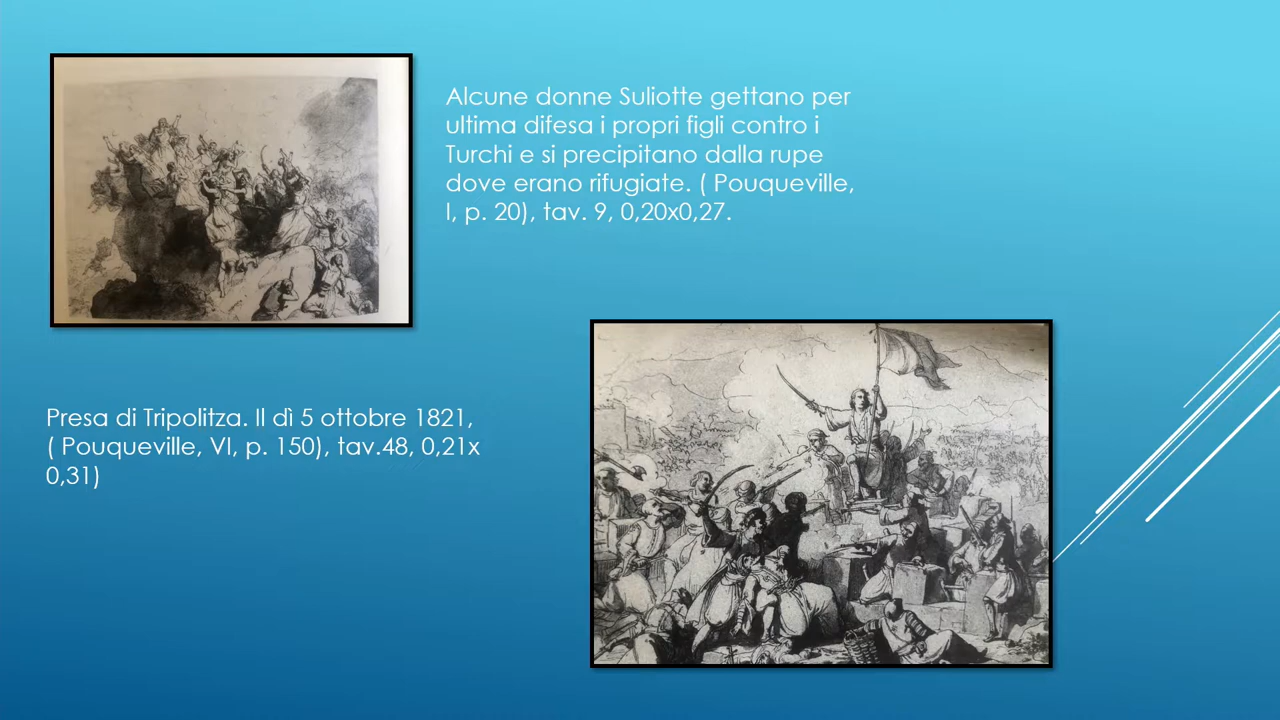 Alcune donne Suliotte gettano per
ultima difesa i propri figli contro i
Turchi e si precipitano dalla rupe
dove erano rifugiate. ( Pouqueville,
I, p. 20), tav. 9, 0,20x0,27.
Presa di Tripolitza. Il dì 5 ottobre 1821,
( Pouqueville, VI, p. 150), tav.48, 0,21x
0,31)